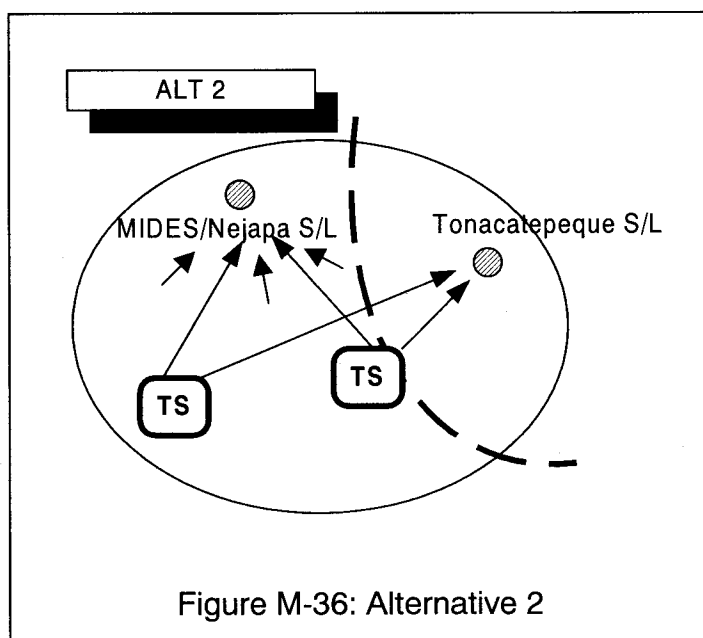 ALT 2
MIDES/Nejapa S/L
Tonacatepeque S/L
TS
TS
Figure M-36: Alternative 2